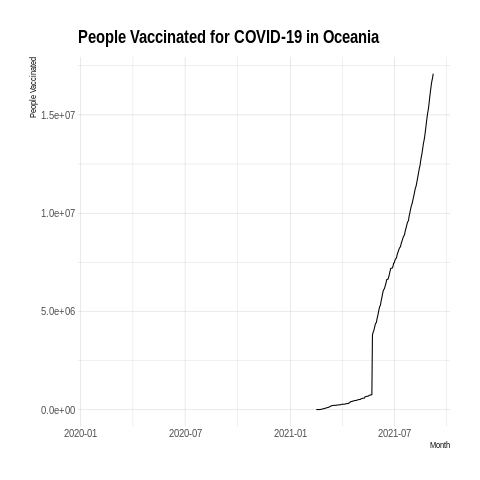 People Vaccinated for COVID-19 in Oceania
People Vaccinated
1.5e+07
1.0e+07
5.0e+06
0.0e+00
2020-01
2020-07
2021-01
2021-07
Month